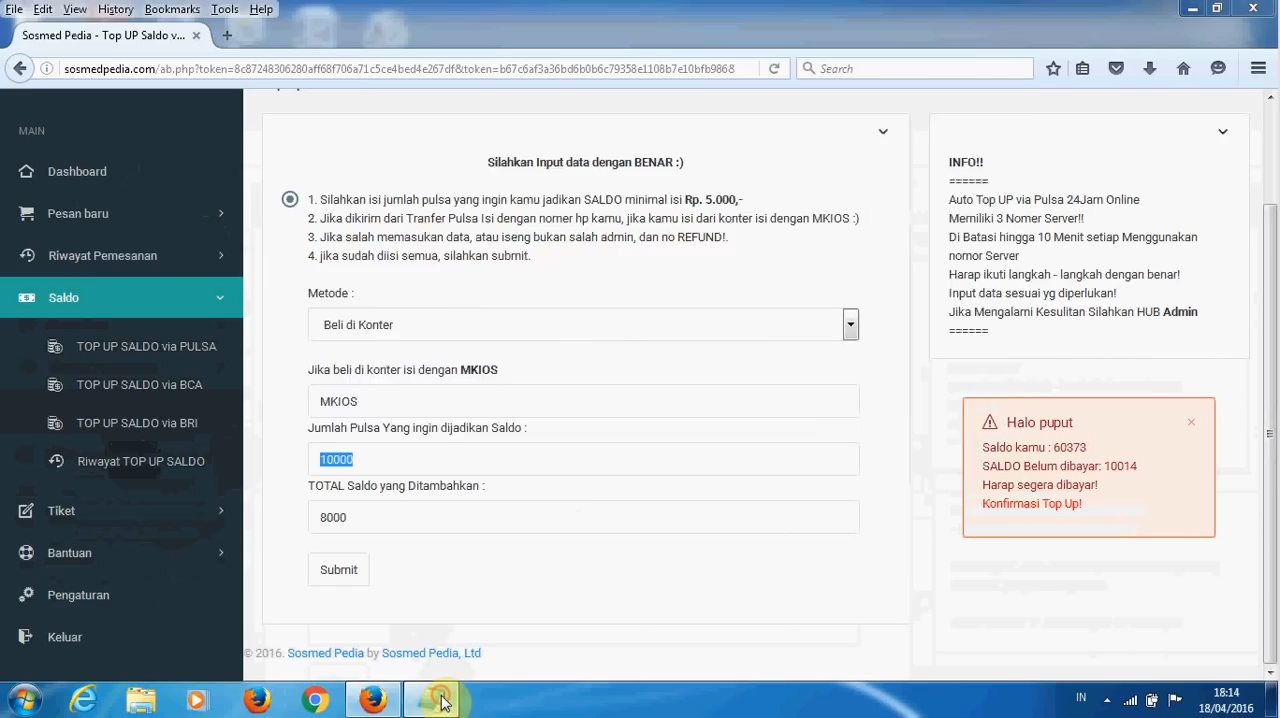 File Edit View History Bookmarks Tools Help
Sosmed Pedia - Top UP Saldo v...
sosmedpedia.com/ab.php?token=8c87248306280aff68f706a71c5ce4bed4e267df&token=b67c6af3a36bd6b0b6c79358e1108b7e10bfb9868
Search
MAIN
Dashboard
Pesan baru
Riwayat Pemesanan
Saldo
TOP UP SALDO via PULSA
TOP UP SALDO via BCA
TOP UP SALDO via BRI
Riwayat TOP UP SALDO
Tiket
Bantuan
Pengaturan
Keluar
Silahkan Input data dengan BENAR :)
1. Silahkan isi jumlah pulsa yang ingin kamu jadikan SALDO minimal isi Rp. 5.000,-
2. Jika dikirim dari Tranfer Pulsa Isi dengan nomer hp kamu, jika kamu isi dari konter isi dengan MKIOS :)
3. Jika salah memasukan data, atau iseng bukan salah admin, dan no REFUND!.
4. jika sudah diisi semua, silahkan submit.
Metode :
Beli di Konter
Jika beli di konter isi dengan MKIOS
MKIOS
Jumlah Pulsa Yang ingin dijadikan Saldo :
10000
TOTAL Saldo yang Ditambahkan :
8000
Submit
© 2016. Sosmed Pedia by Sosmed Pedia, Ltd
INFO!!
======
Auto Top UP via Pulsa 24Jam Online
Memiliki 3 Nomer Server!!
Di Batasi hingga 10 Menit setiap Menggunakan
nomor Server
Harap ikuti langkah - langkah dengan benar!
Input data sesuai yg diperlukan!
Jika Mengalami Kesulitan Silahkan HUB Admin
======
Halo puput
Saldo kamu : 60373
SALDO Belum dibayar: 10014
Harap segera dibayar!
Konfirmasi Top Up!
IN
18:14
18/04/2016